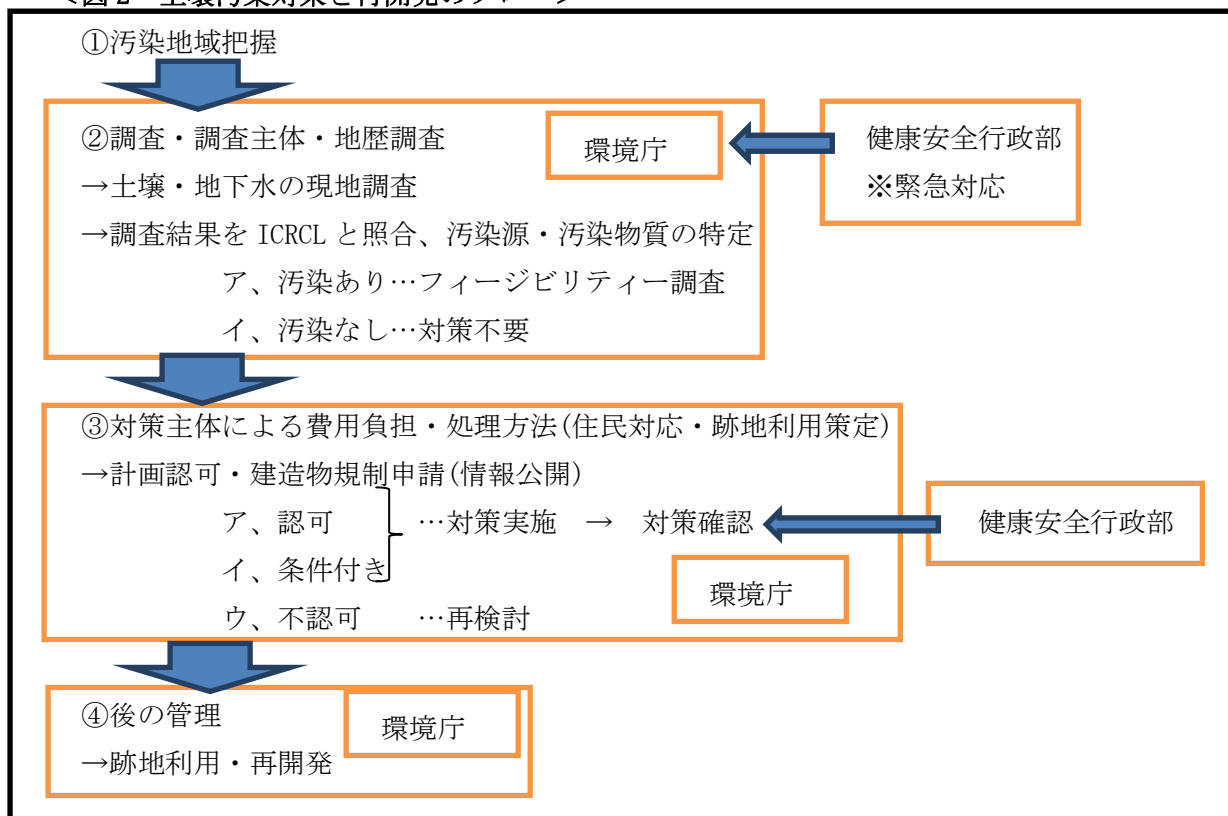 ①汚染地域把握
②調査・調査主体・地歴調査
環境庁
健康安全行政部
※緊急対応
→土壌・地下水の現地調査
→調査結果を ICRCL と照合、汚染源・汚染物質の特定
ア、汚染あり…フィージビリティー調査
イ、汚染なし…対策不要
③対策主体による費用負担・処理方法(住民対応・跡地利用策定)
→計画認可・建造物規制申請(情報公開)
ア、認可 …対策実施 → 対策確認
健康安全行政部
イ、条件付き
環境庁
ウ、不認可 …再検討
④後の管理
環境庁
→跡地利用・再開発